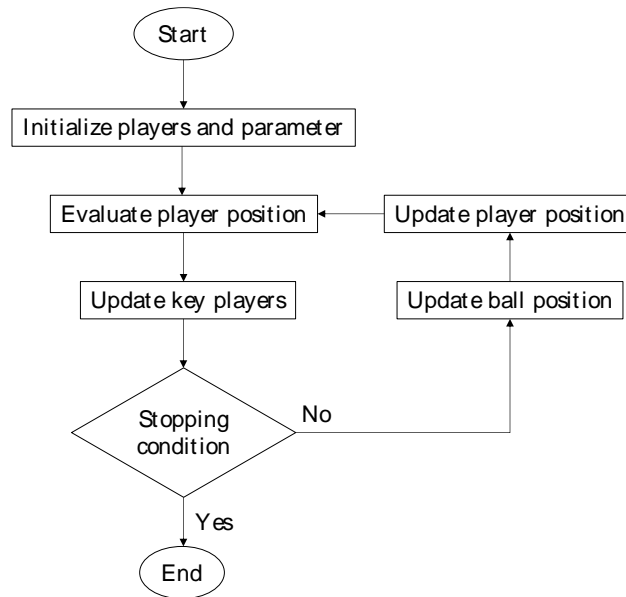 Start
Initialize players and parameter
Evaluate player position
Update player position
Update key players
Update ball position
Stopping
condition
No
Yes
End